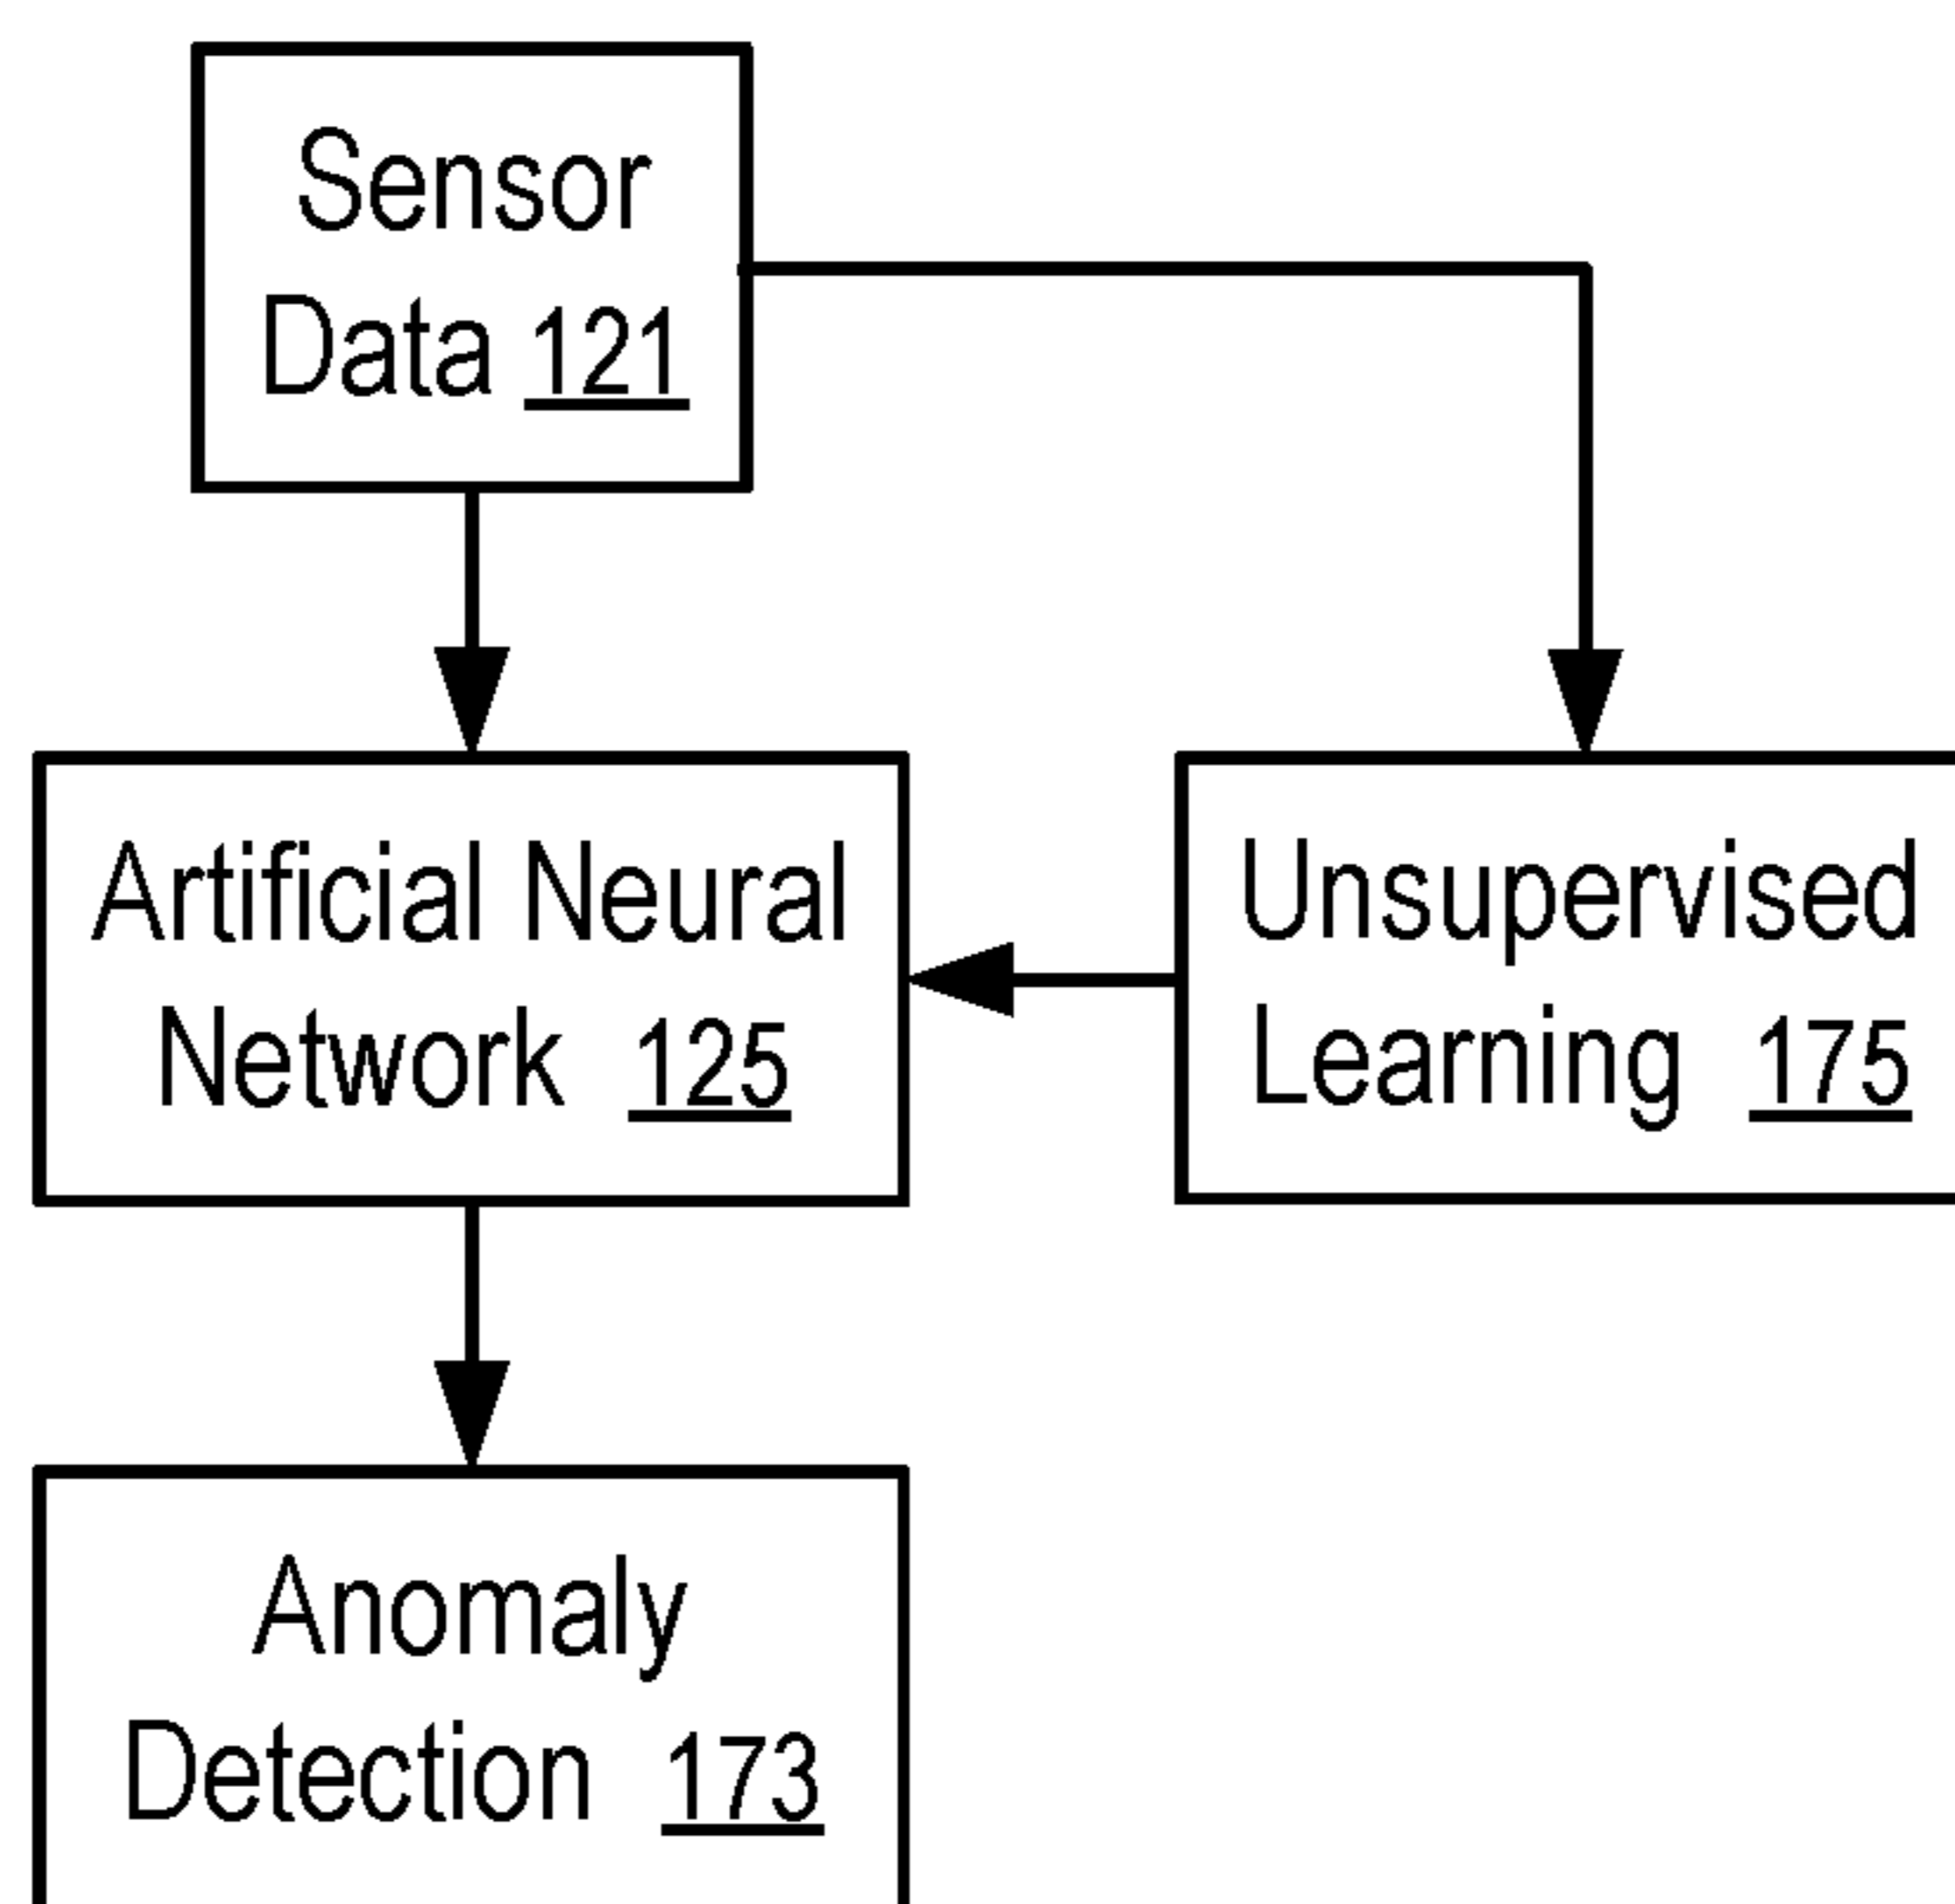 Sensor
Data 121
Artificial Neural
Network 125
Unsupervised
Learning 175
Anomaly
Detection 173